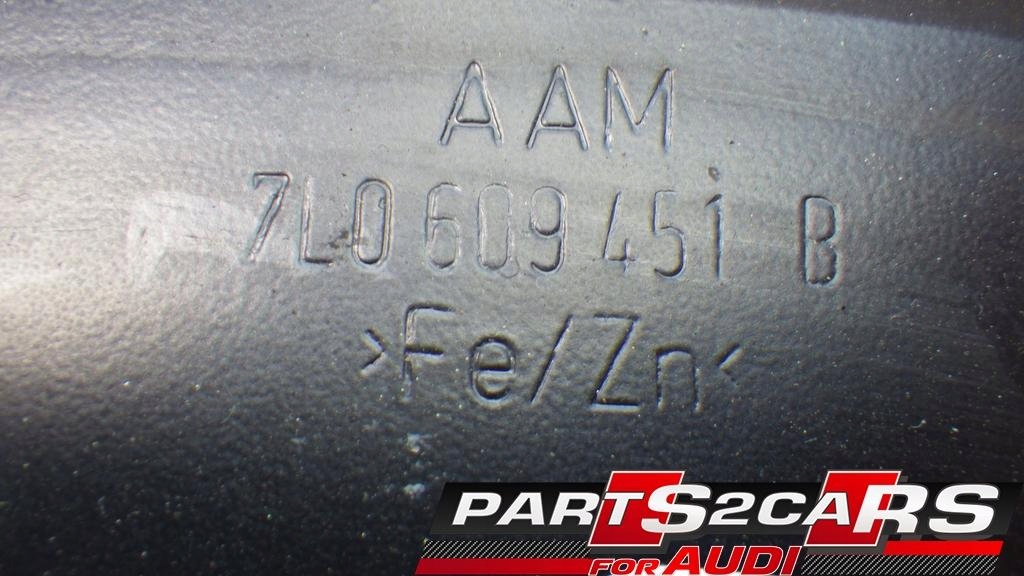 AAM
7L0 609 451 B
>Fe/Zn<
PARTS2CARS
FOR AUDI